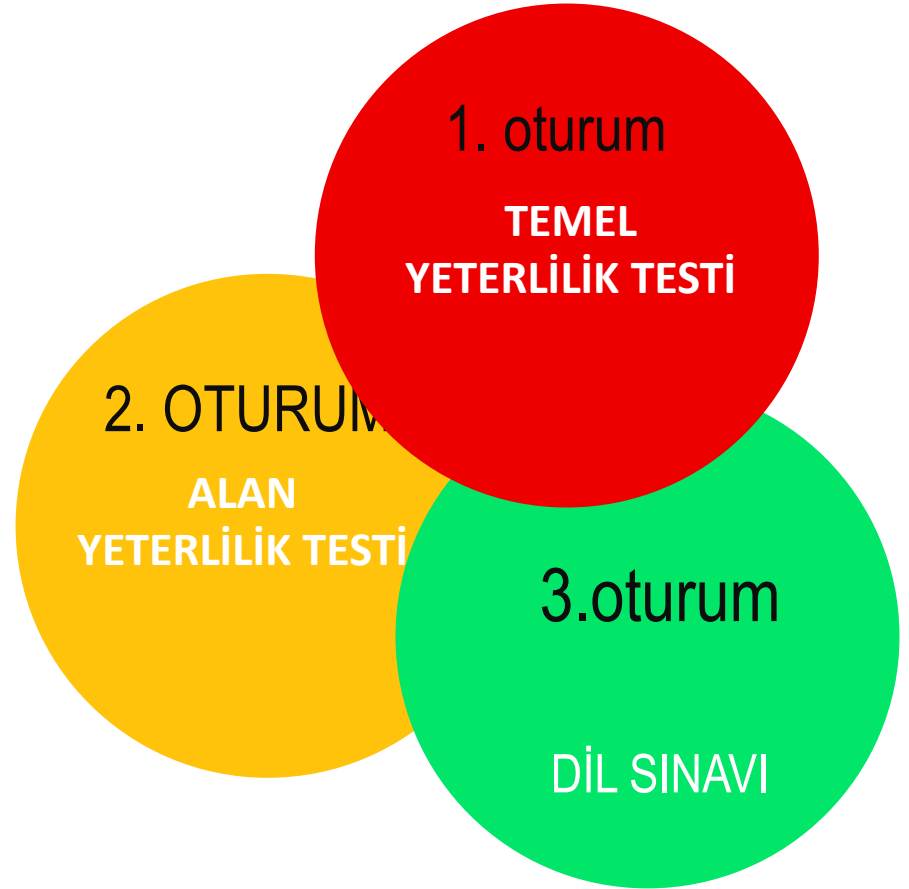 1. oturum
TEMEL
YETERLİLİK TESTİ
2. OTURUM
ALAN
YETERLİLİK TESTİ
3.oturum
DİL SINAVI